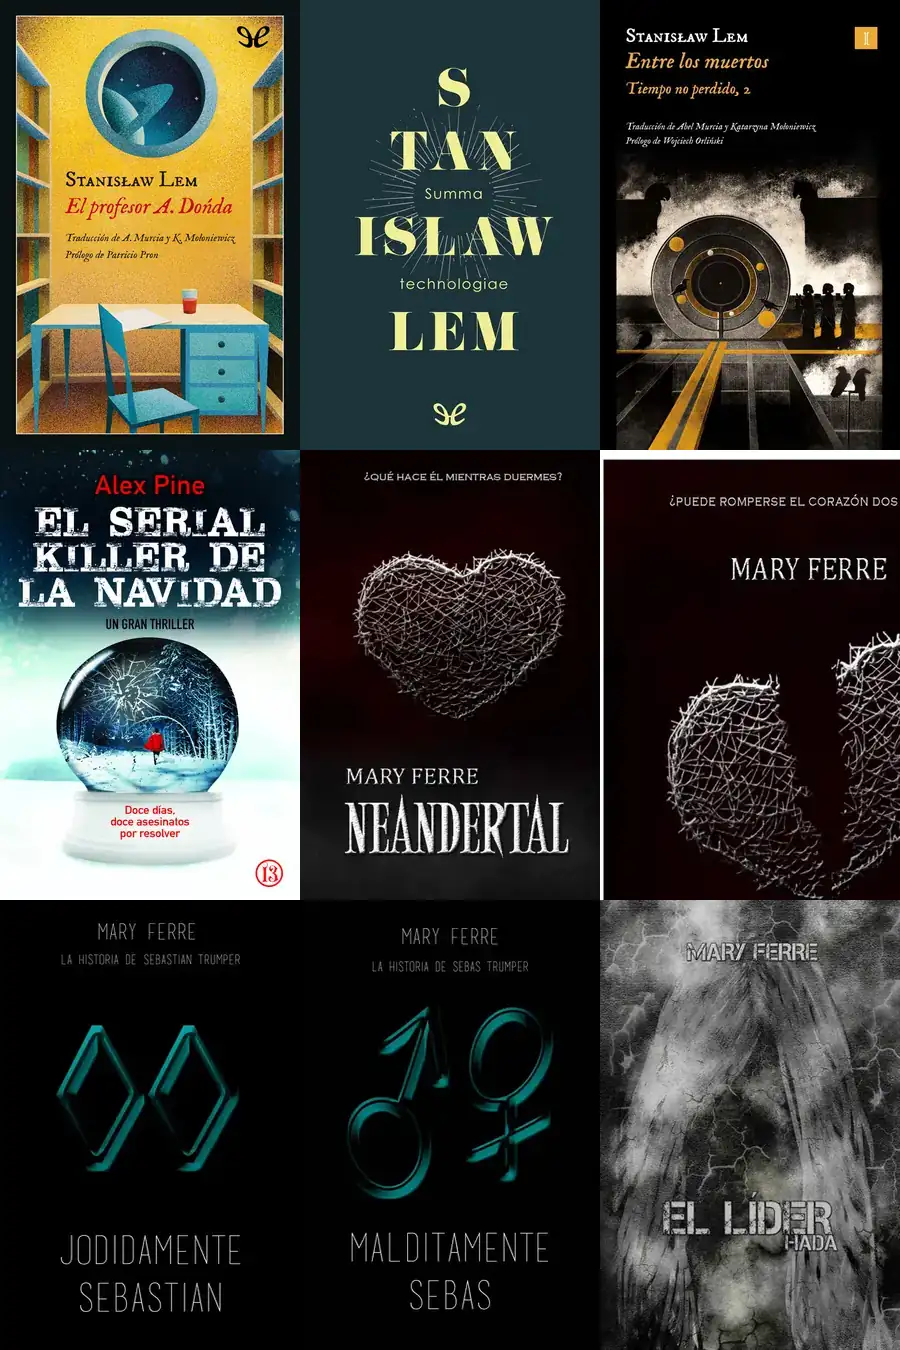 STANISŁAW LEM
El profesor A. Dońda
Traducción de A. Murcia y K. Mołoniewicz
Prólogo de Patricio Pron
S
TAN
Summa
ISLAW
technologiae
LEM
STANISŁAW LEM
Entre los muertos
Tiempo no perdido, 2
Traducción de Abel Murcia y Katarzyna Mołoniewicz
Prólogo de Wojciech Orliński
Alex Pine
EL SERIAL
KILLER DE
LA NAVIDAD
UN GRAN THRILLER
Doce días,
doce asesinatos
por resolver
13
¿QUÉ HACE ÉL MIENTRAS DUERMES?
MARY FERRE
NEANDERTAL
¿PUEDE ROMPERSE EL CORAZÓN DOS
MARY FERRE
MARY FERRE
LA HISTORIA DE SEBASTIAN TRUMPER
JODIDAMENTE
SEBASTIAN
MARY FERRE
LA HISTORIA DE SEBAS TRUMPER
MALDITAMENTE
SEBAS
MARY FERRE
EL LÍDER
HADA